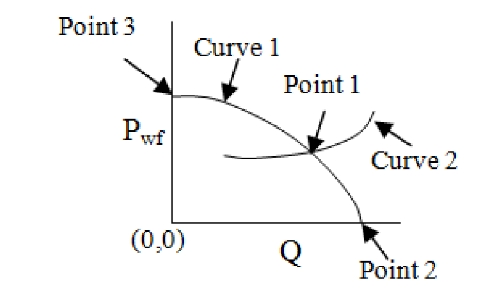 Point 3
Curve 1
Point 1
Pwf
Curve 2
(0,0)
Q
Point 2